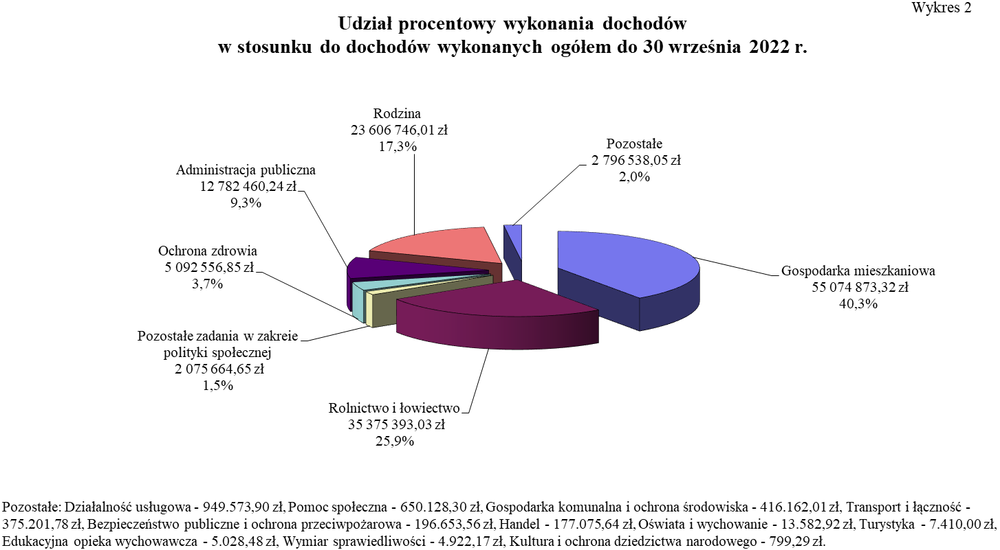 Wykres 2
Udział procentowy wykonania dochodów
w stosunku do dochodów wykonanych ogółem do 30 września 2022 r.
Rodzina
23 606 746,01 zł
17,3%
Pozostałe
2 796 538,05 zł
2,0%
Administracja publiczna
12 782 460,24 zł
9,3%
Ochrona zdrowia
5 092 556,85 zł
3,7%
Gospodarka mieszkaniowa
55 074 873,32 zł
40,3%
Pozostałe zadania w zakreie
polityki społecznej
2 075 664,65 zł
1,5%
Rolnictwo i łowiectwo
35 375 393,03 zł
25,9%
Pozostałe: Działalność usługowa - 949.573,90 zł, Pomoc społeczna - 650.128,30 zł, Gospodarka komunalna i ochrona środowiska - 416.162,01 zł, Transport i łączność -
375.201,78 zł, Bezpieczeństwo publiczne i ochrona przeciwpożarowa - 196.653,56 zł, Handel - 177.075,64 zł, Oświata i wychowanie - 13.582,92 zł, Turystyka - 7.410,00 zł,
Edukacyjna opieka wychowawcza - 5.028,48 zł, Wymiar sprawiedliwości - 4.922,17 zł, Kultura i ochrona dziedzictwa narodowego - 799,29 zł.